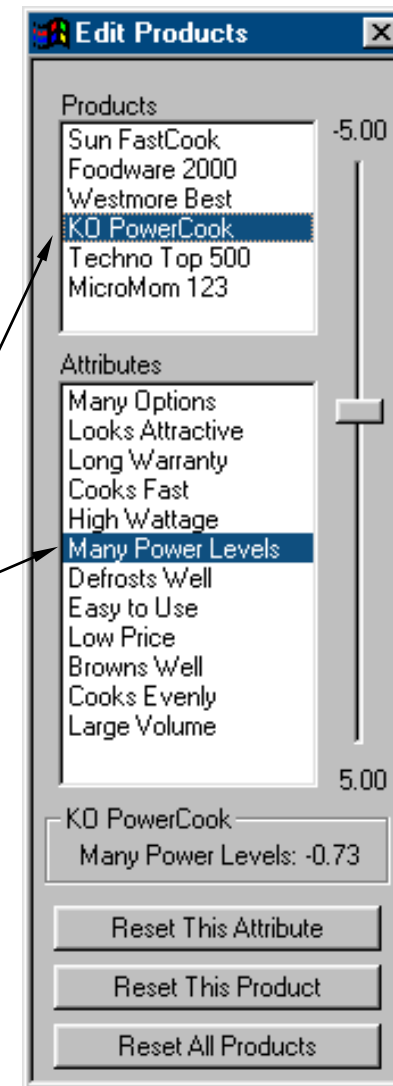 Edit Products
Products
Sun FastCook
Foodware 2000
Westmore Best
KO PowerCook
Techno Top 500
MicroMom 123
-5.00
Attributes
Many Options
Looks Attractive
Long Warranty
Cooks Fast
High Wattage
Many Power Levels
Defrosts Well
Easy to Use
Low Price
Browns Well
Cooks Evenly
Large Volume
5.00
KO PowerCook
Many Power Levels: -0.73
Reset This Attribute
Reset This Product
Reset All Products